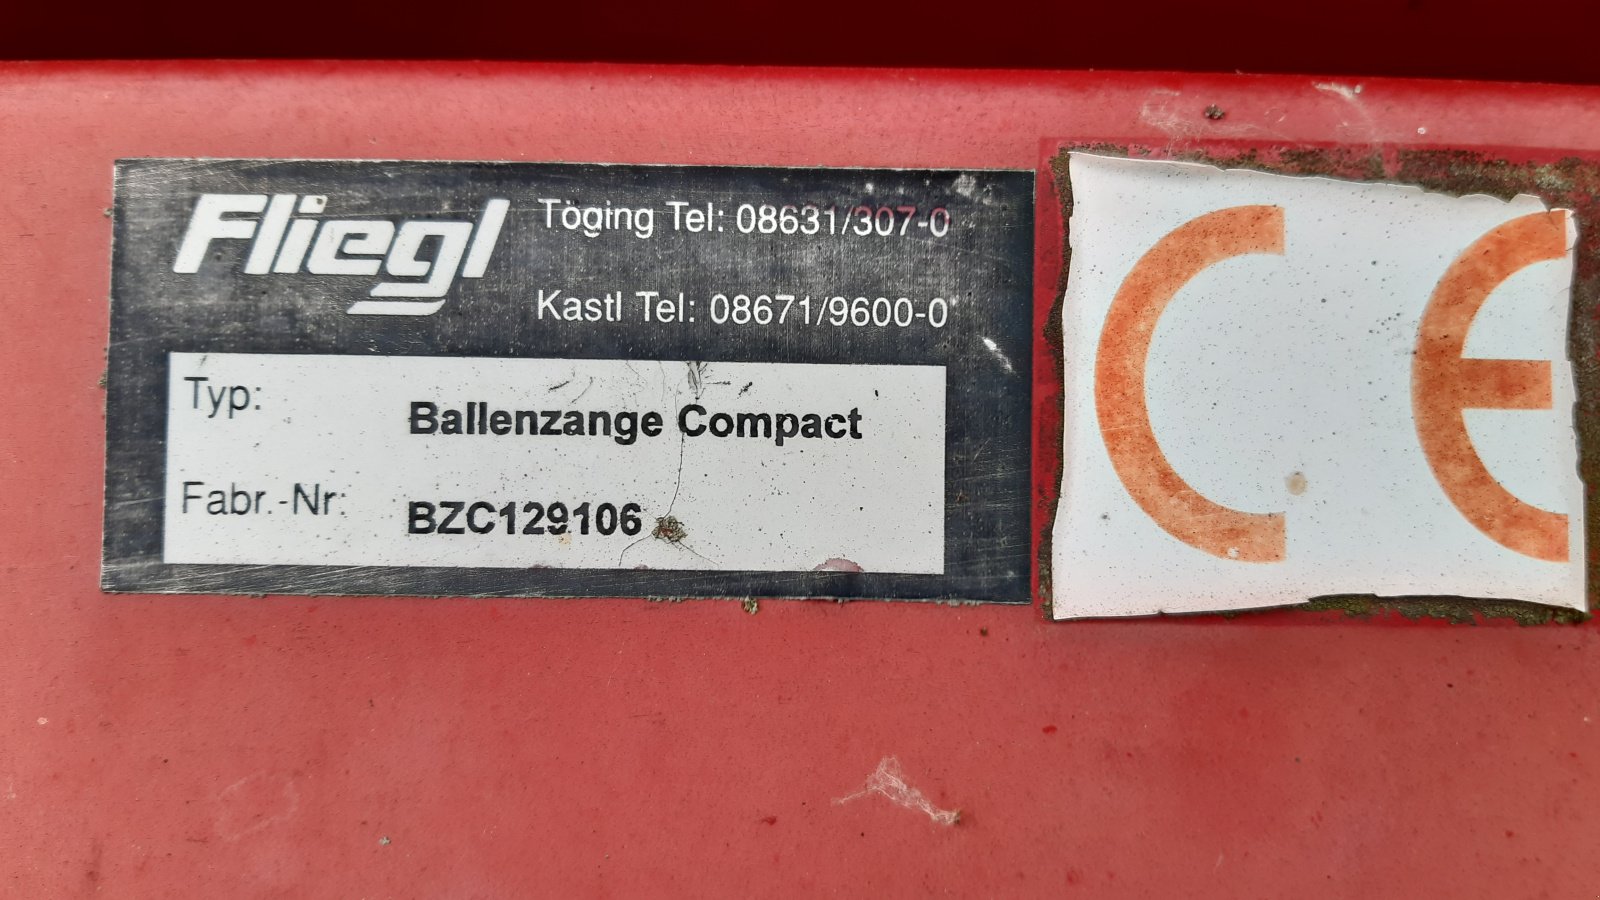 Fliegl
Töging Tel: 08631/307-0
Kastl Tel: 08671/9600-0
Typ: Ballenzange Compact
Fabr.-Nr: BZC129106
CE